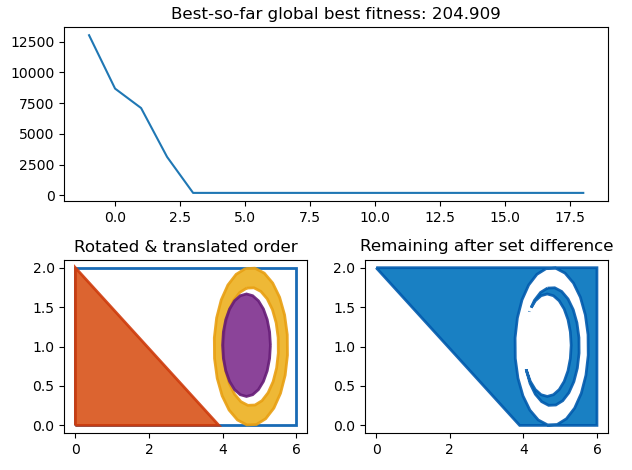 Best-so-far global best fitness: 204.909
12500
10000
7500
5000
2500
0
0.0 2.5 5.0 7.5 10.0 12.5 15.0 17.5
Rotated & translated order
2.0
1.5
1.0
0.5
0.0
0 2 4 6
Remaining after set difference
2.0
1.5
1.0
0.5
0.0
0 2 4 6